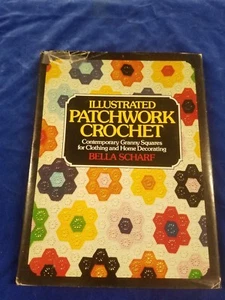 ILLUSTRATED
PATCHWORK
CROCHET
Contemporary Granny Squares
for Clothing and Home Decorating
BELLA SCHARF